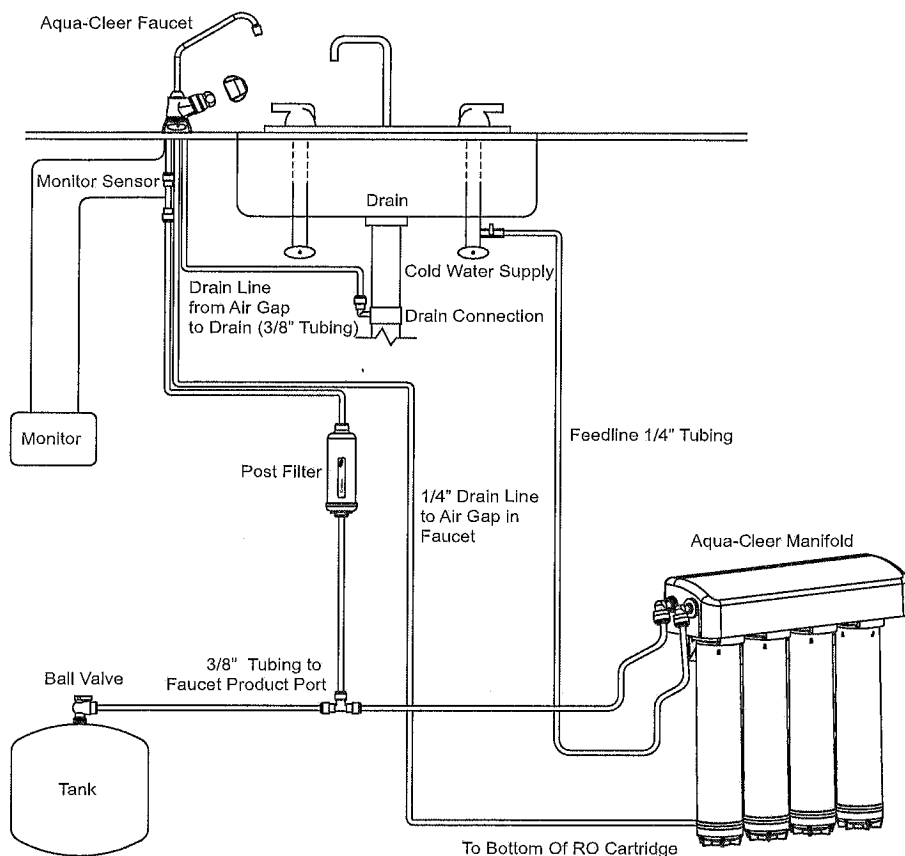 Aqua-Cleer Faucet
Monitor Sensor
Drain
Cold Water Supply
Drain Line
from Air Gap
to Drain (3/8" Tubing)
Drain Connection
Monitor
Feedline 1/4" Tubing
Post Filter
1/4" Drain Line
to Air Gap in
Faucet
Aqua-Cleer Manifold
3/8" Tubing to
Faucet Product Port
Ball Valve
Tank
To Bottom Of RO Cartridge